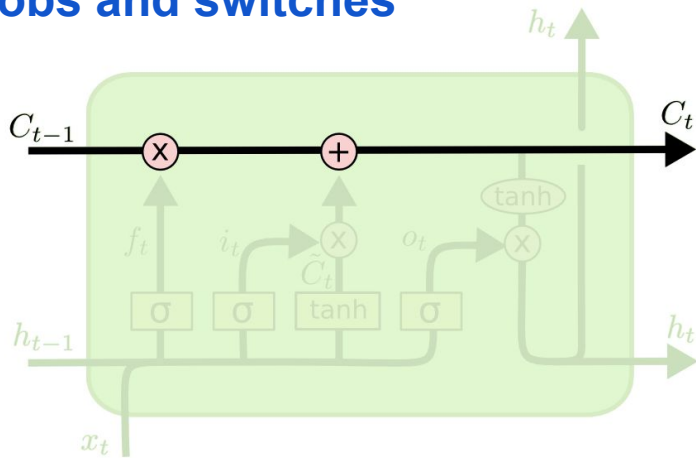 obs and switches
h_t
C_{t-1}
C_t
x
+
tanh
f_t
i_t
x
o_t
x
C̃_t
σ
σ
tanh
σ
h_{t-1}
h_t
x_t